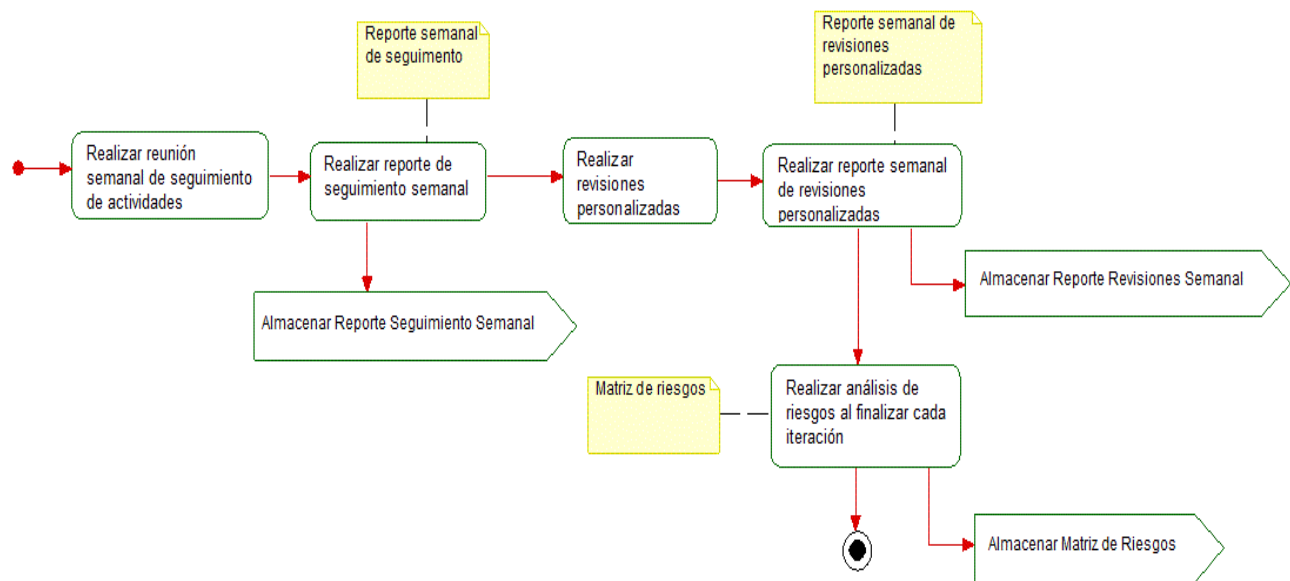 Reporte semanal
de seguimento
Reporte semanal de
revisiones
personalizadas
Realizar reunión
semanal de seguimiento
de actividades
Realizar reporte de
seguimiento semanal
Realizar
revisiones
personalizadas
Realizar reporte semanal
de revisiones
personalizadas
Almacenar Reporte Revisiones Semanal
Almacenar Reporte Seguimiento Semanal
Matriz de riesgos
Realizar análisis de
riesgos al finalizar cada
iteración
Almacenar Matriz de Riesgos